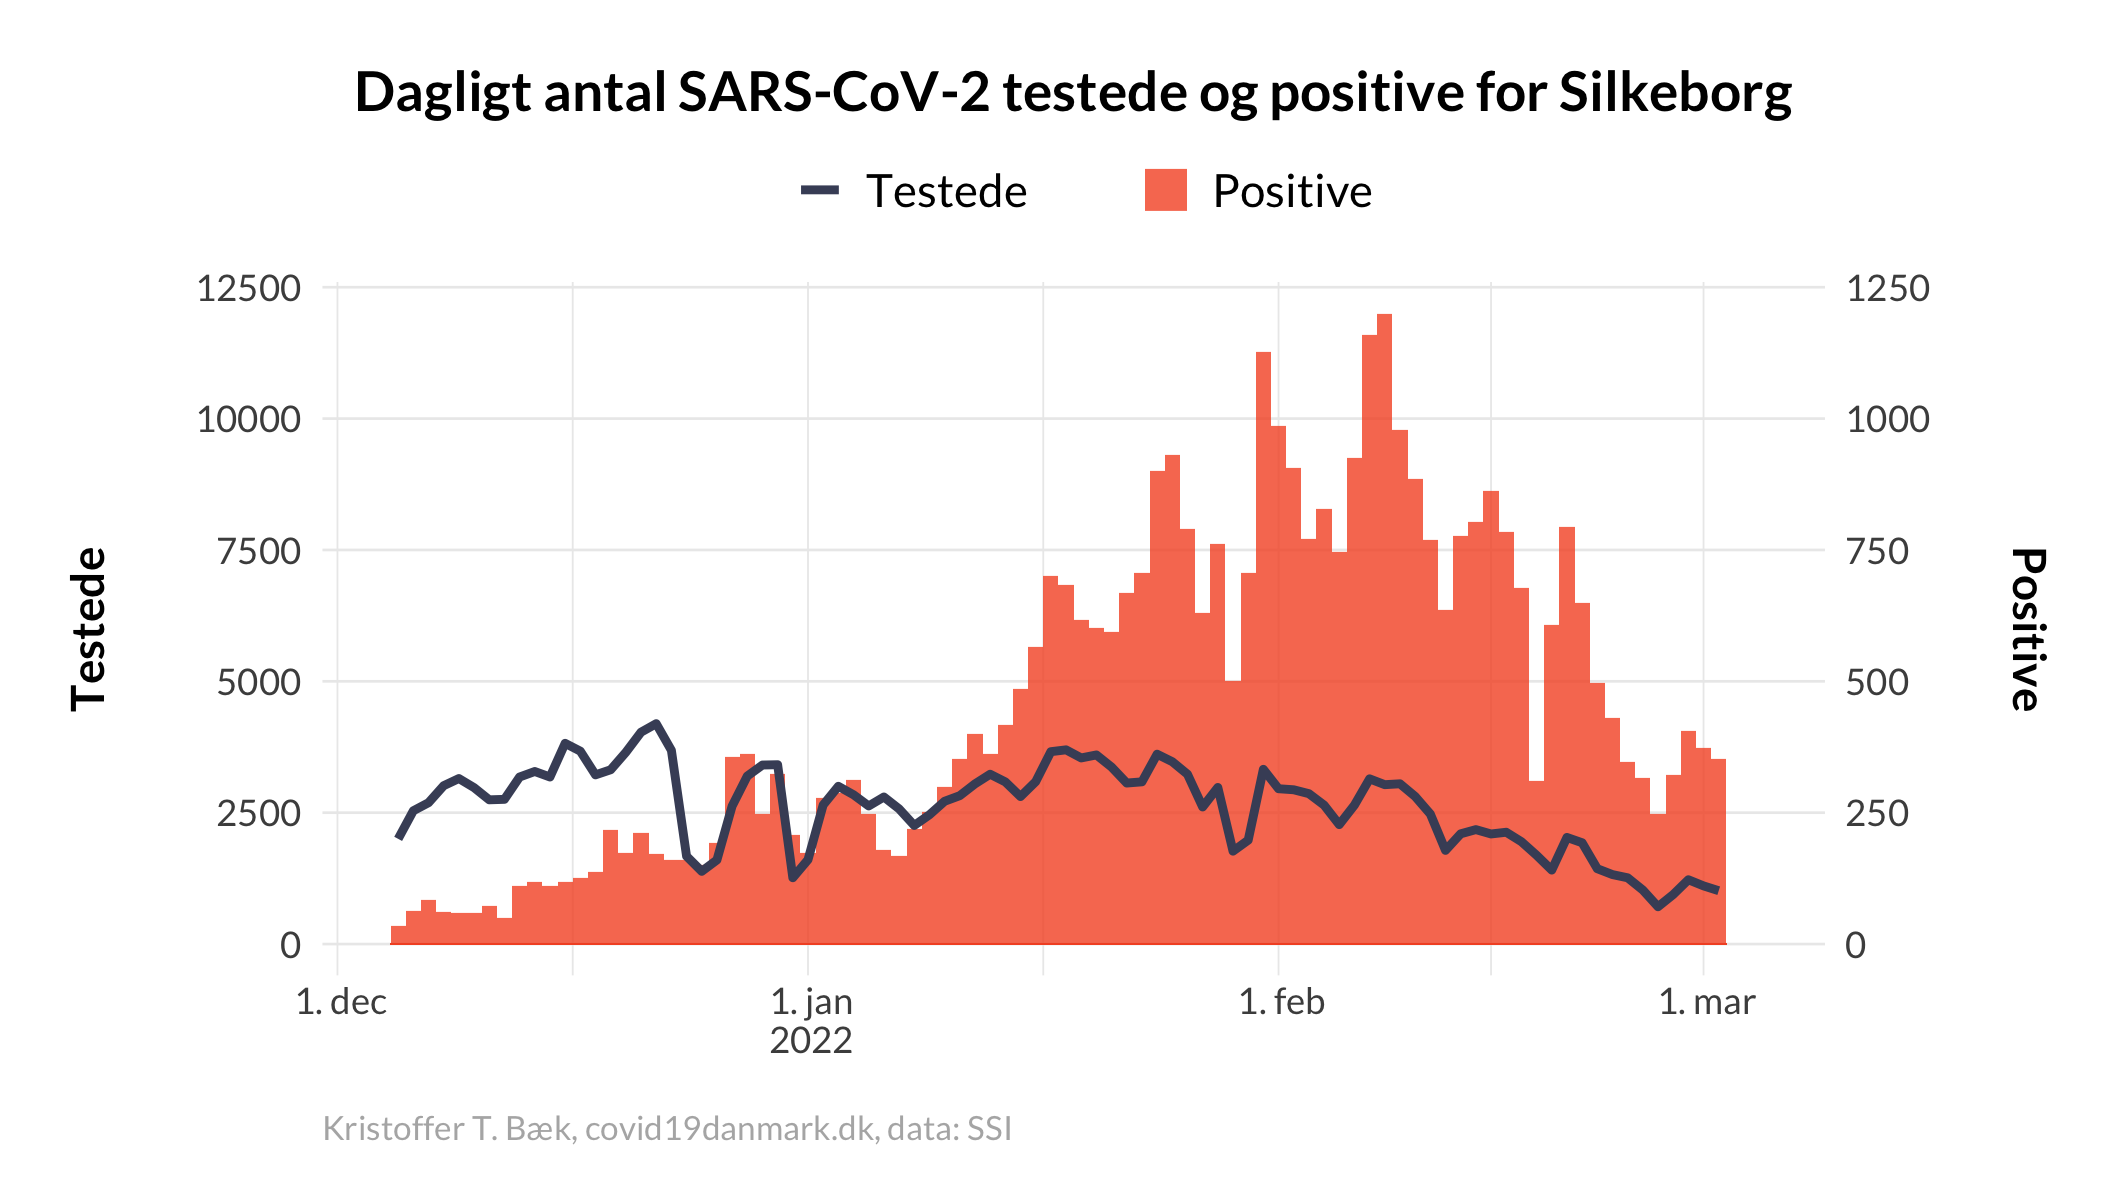 Dagligt antal SARS-CoV-2 testede og positive for Silkeborg
Testede
Positive
12500
10000
7500
5000
2500
0
Testede
1250
1000
750
500
250
0
Positive
1. dec
1. jan
2022
1. feb
1. mar
Kristoffer T. Bæk, covid19danmark.dk, data: SSI